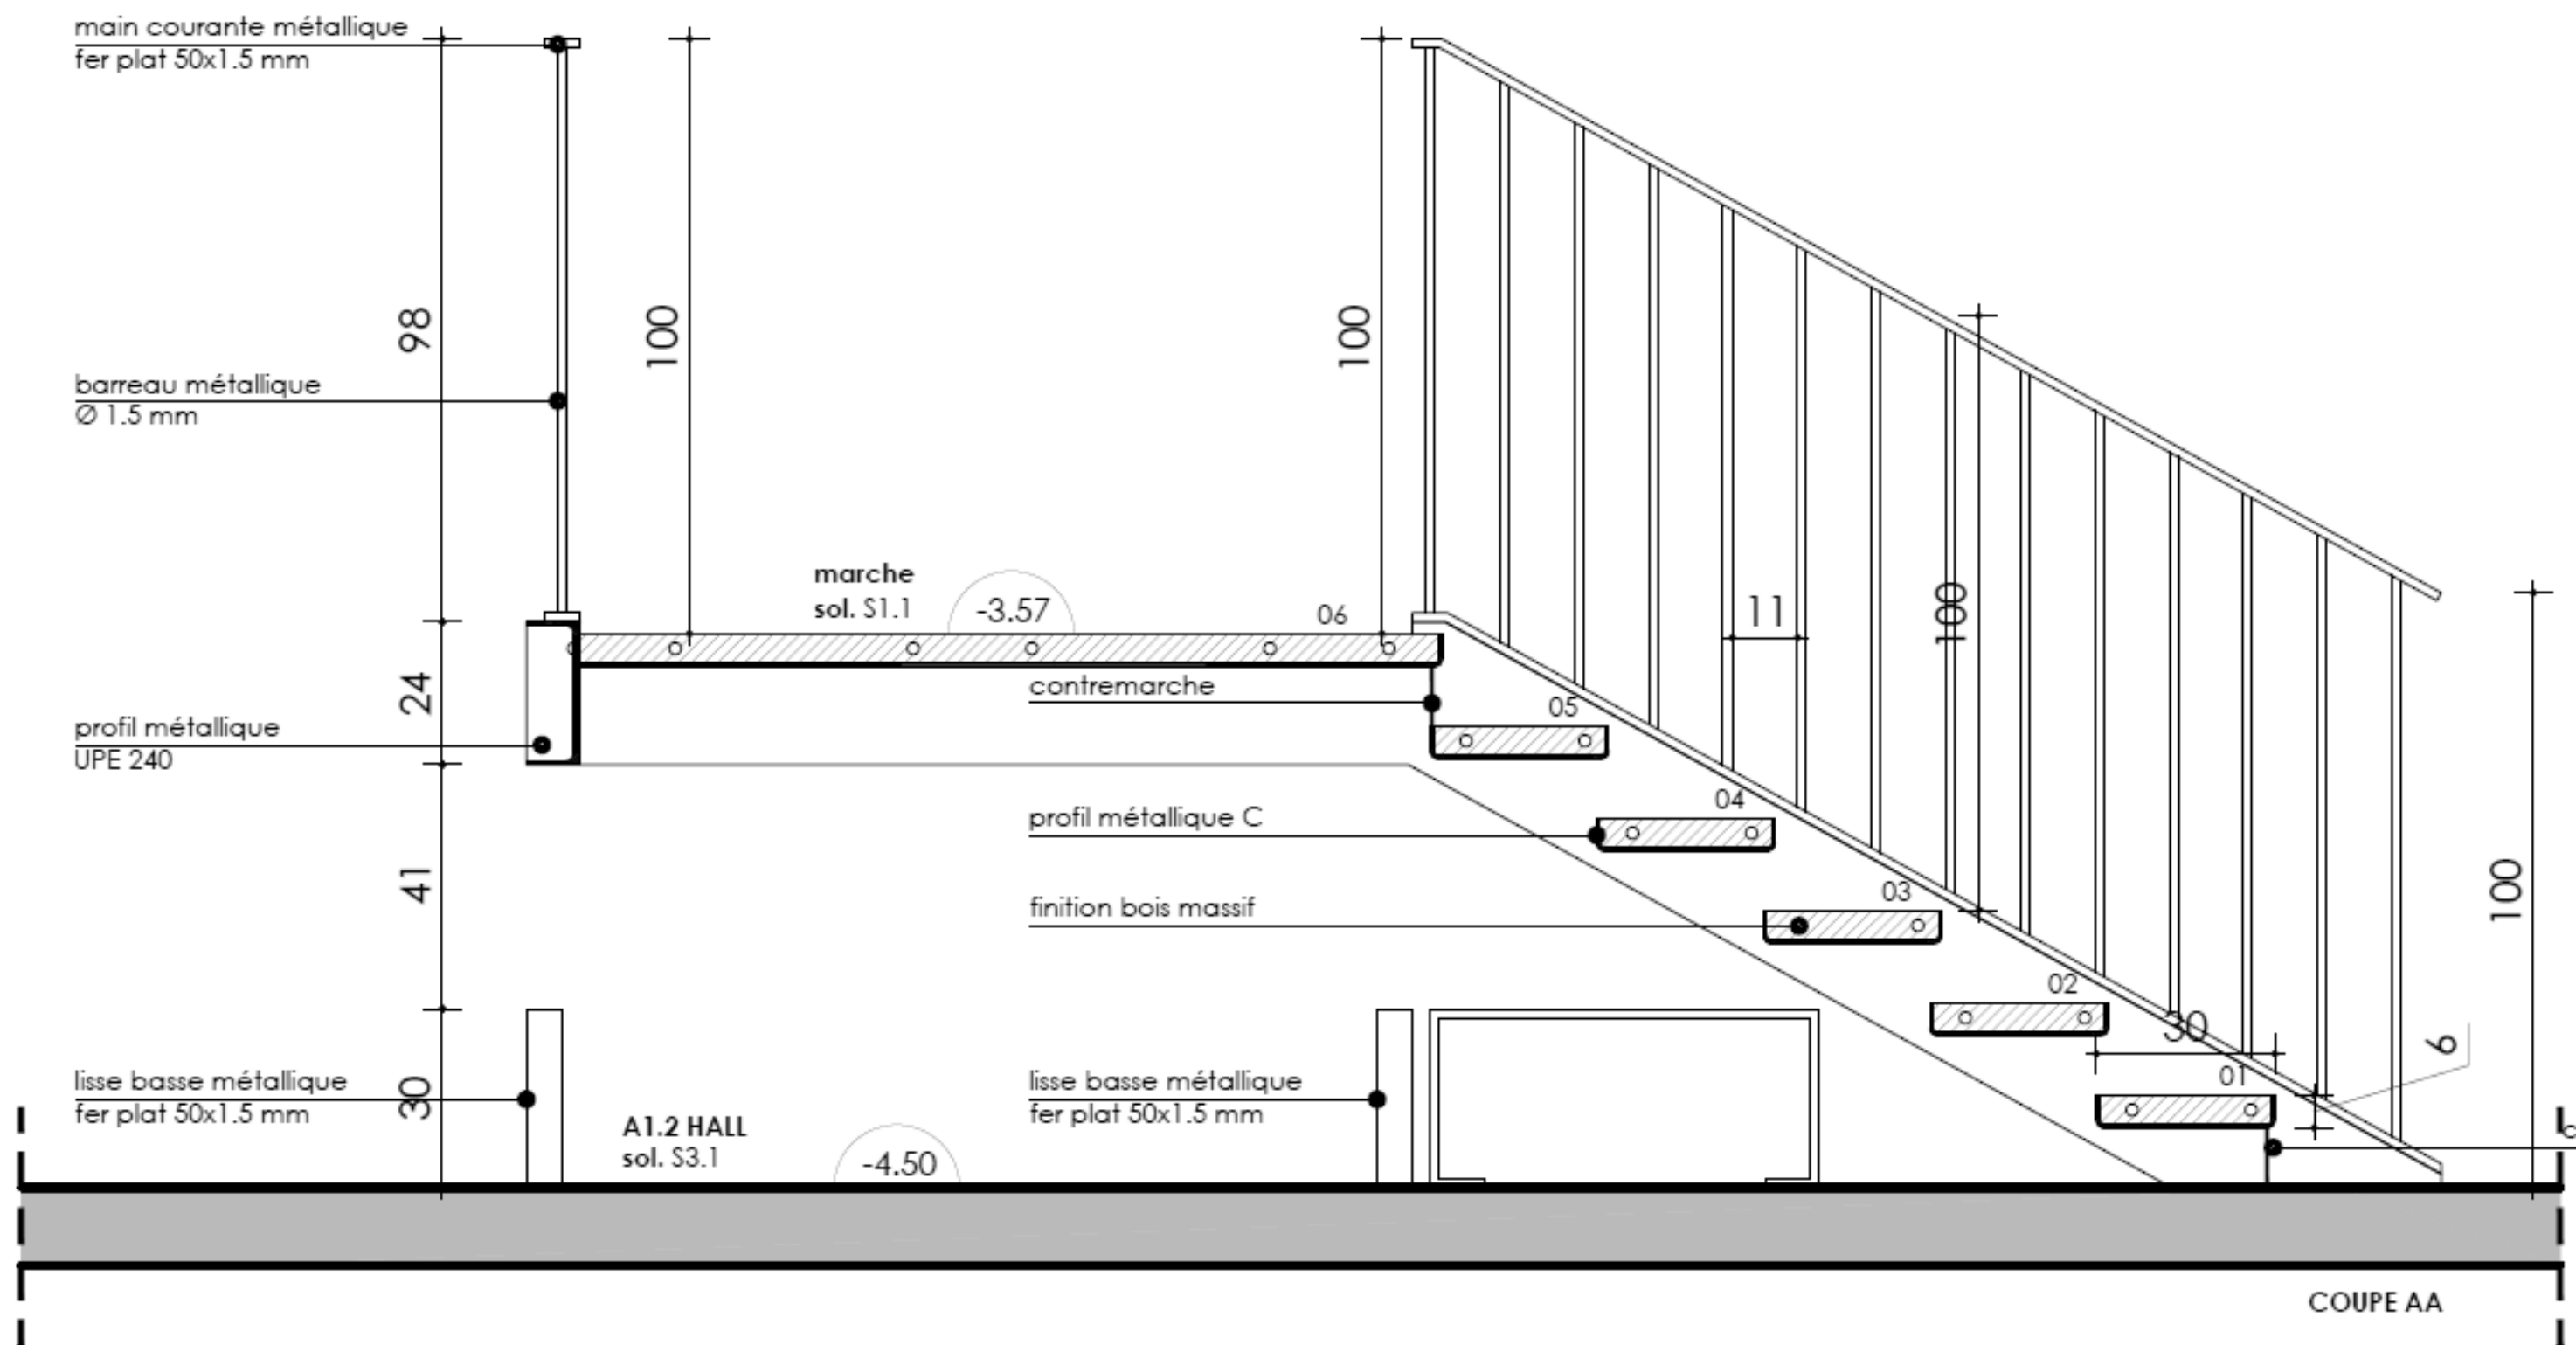 main courante métallique
fer plat 50x1.5 mm
98
100
100
barreau métallique
Ø 1.5 mm
marche
sol. S1.1
-3.57
06
11
100
contremarche
05
24
profil métallique
UPE 240
04
profil métallique C
41
03
finition bois massif
100
02
30
6
01
lisse basse métallique
fer plat 50x1.5 mm
30
lisse basse métallique
fer plat 50x1.5 mm
A1.2 HALL
sol. S3.1
-4.50
COUPE AA